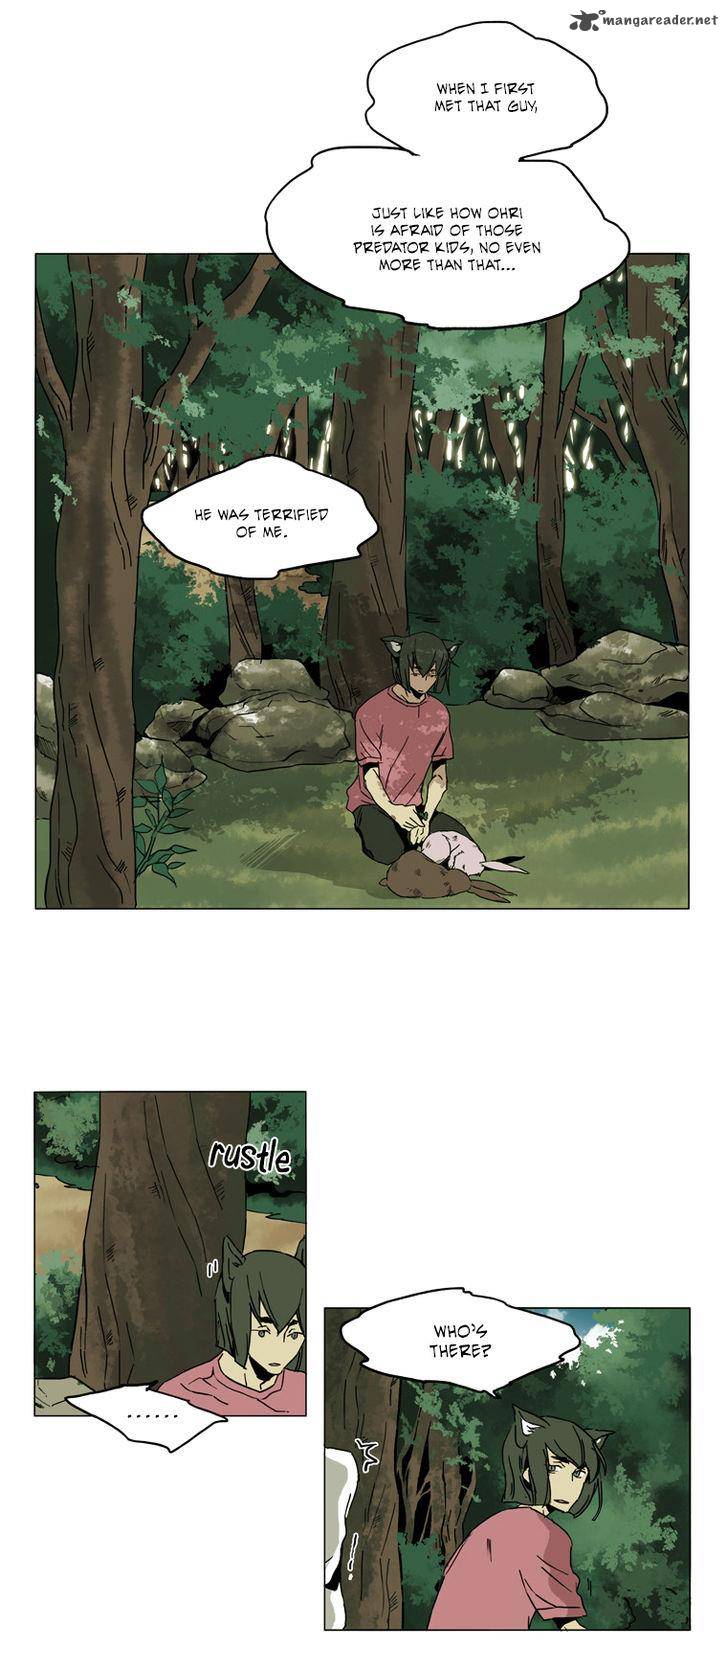 mangareader.net
WHEN I FIRST
MET THAT GUY,
JUST LIKE HOW OHRI
IS AFRAID OF THOSE
PREDATOR KIDS, NO EVEN
MORE THAN THAT...
HE WAS TERRIFIED
OF ME.
rustle
......
WHO'S
THERE?